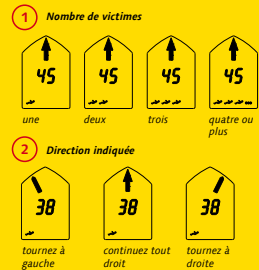 1 Nombre de victimes
45 45 45 45
une deux trois quatre ou
plus
2 Direction indiquée
38 38 38
tournez à continuez tout tournez à
gauche droit droite